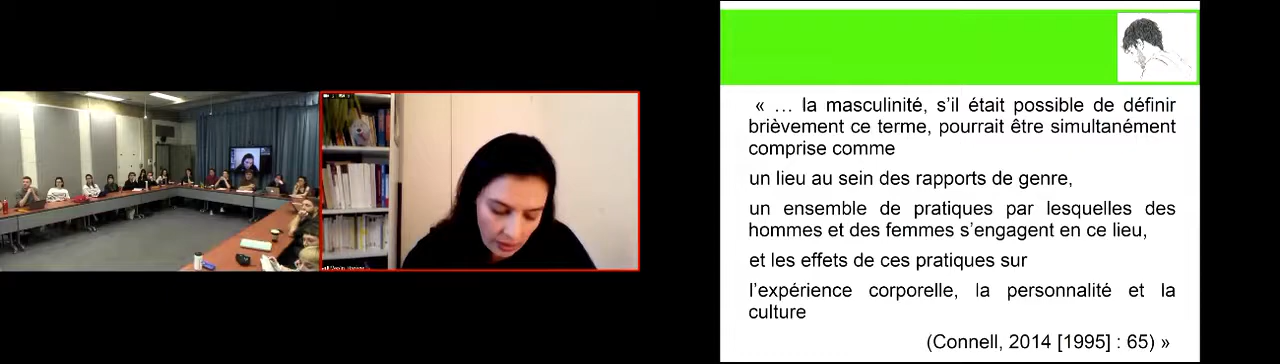 « … la masculinité, s’il était possible de définir
brièvement ce terme, pourrait être simultanément
comprise comme
un lieu au sein des rapports de genre,
un ensemble de pratiques par lesquelles des
hommes et des femmes s’engagent en ce lieu,
et les effets de ces pratiques sur
l’expérience corporelle, la personnalité et la
culture
(Connell, 2014 [1995] : 65) »